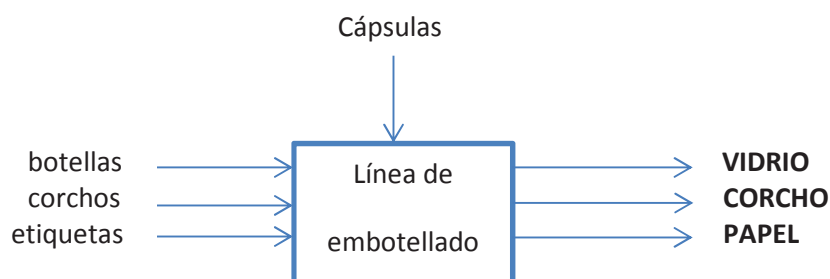 Cápsulas
botellas
corchos
etiquetas
Línea de
embotellado
VIDRIO
CORCHO
PAPEL